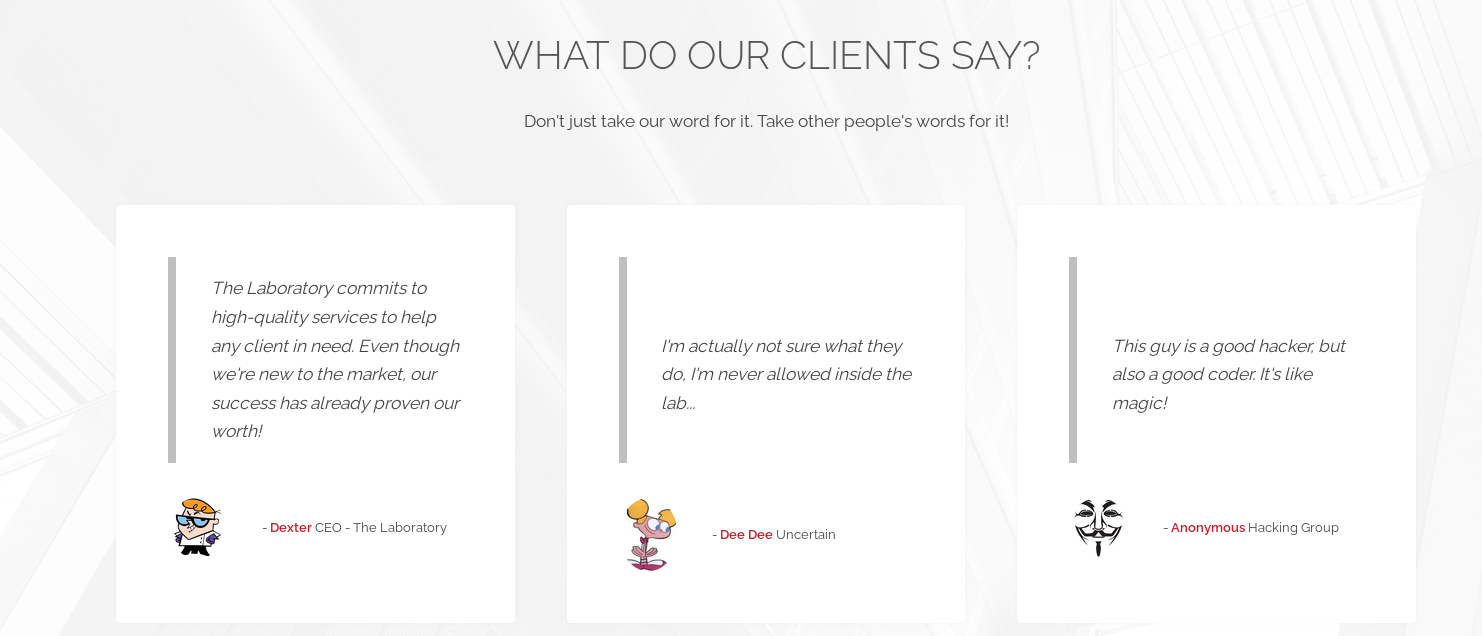 WHAT DO OUR CLIENTS SAY?
Don't just take our word for it. Take other people's words for it!
The Laboratory commits to
high-quality services to help
any client in need. Even though
we're new to the market, our
success has already proven our
worth!
- Dexter CEO - The Laboratory
I'm actually not sure what they
do, I'm never allowed inside the
lab...
- Dee Dee Uncertain
This guy is a good hacker, but
also a good coder. It's like
magic!
- Anonymous Hacking Group